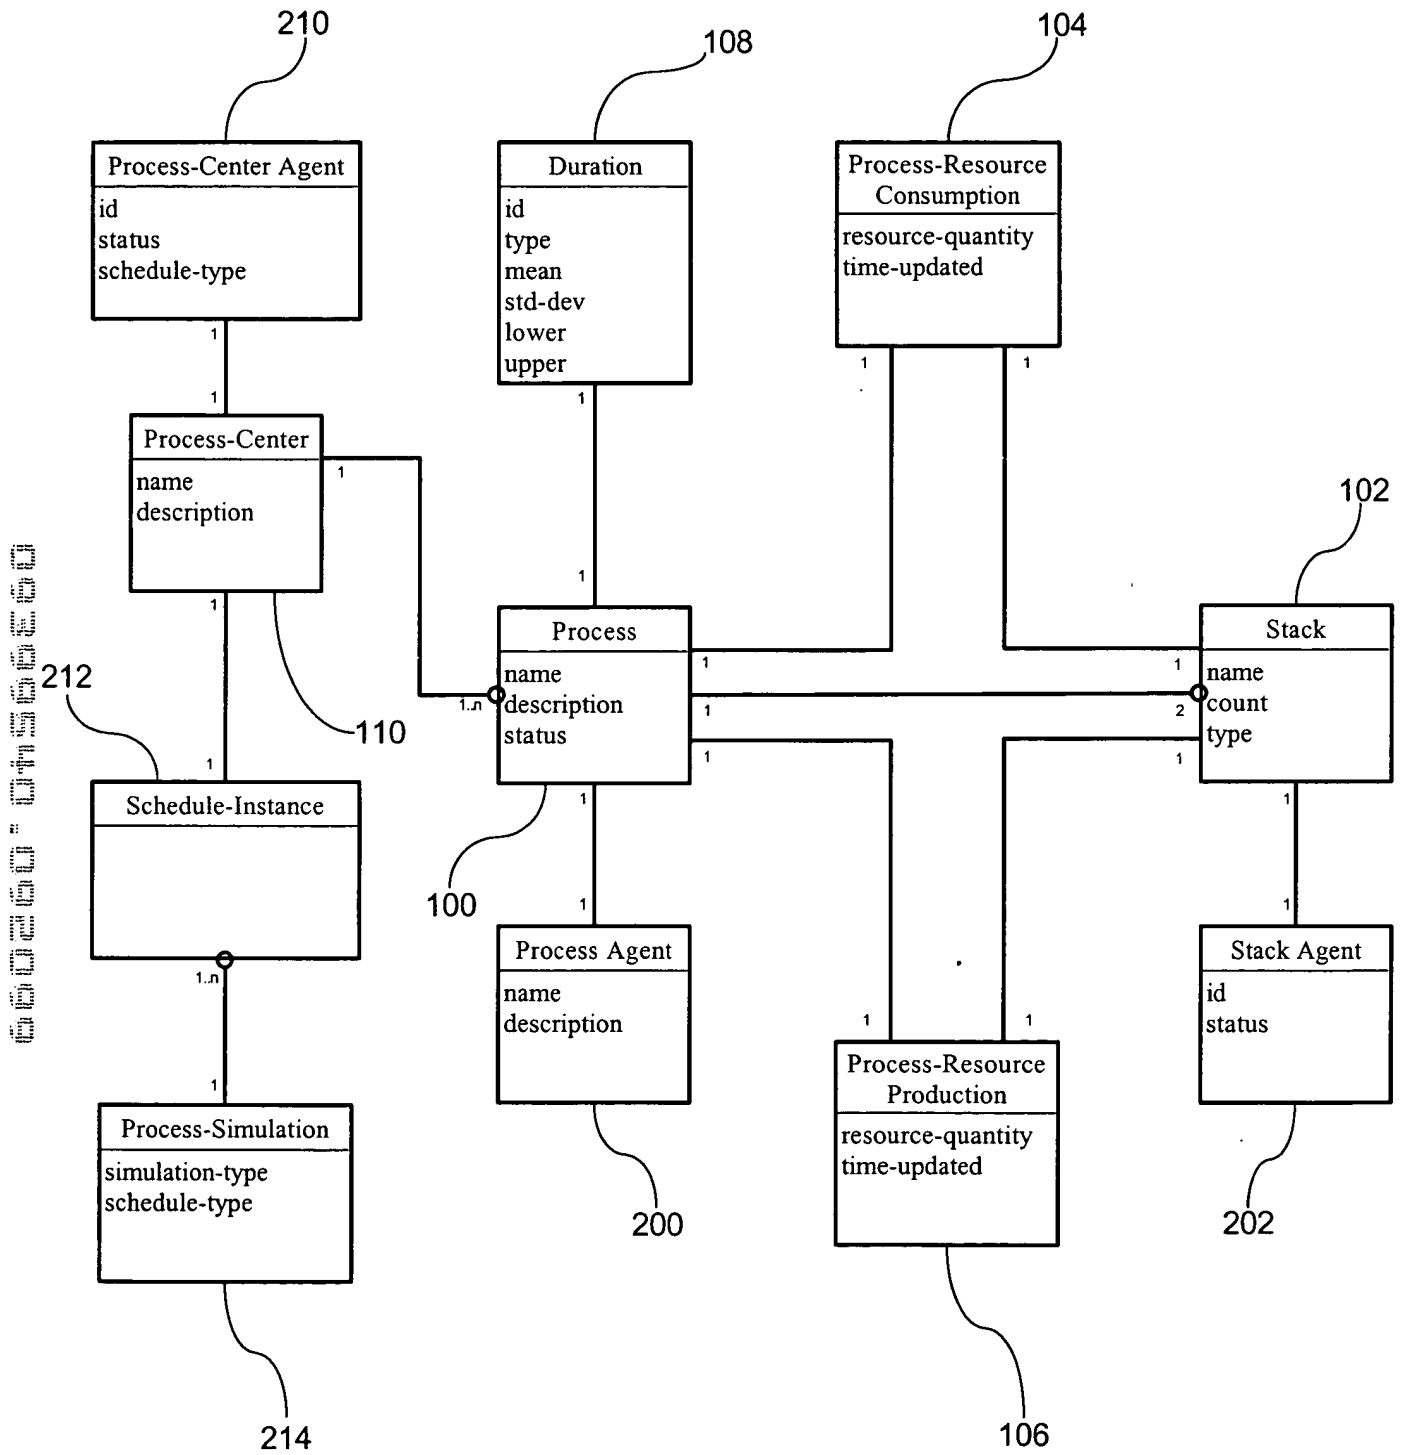 210
108
104
Process-Center Agent
id
status
schedule-type
1
1
Duration
id
type
mean
std-dev
lower
upper
1
1
Process-Resource
Consumption
resource-quantity
time-updated
1
1
Process-Center
name
description
1
1
110
102
Stack
name
count
type
1
2
1
1
Process
name
description
status
1..n
1
1
1
1
100
212
Schedule-Instance
1
1..n
Process Agent
name
description
1
200
Stack Agent
id
status
1
202
Process-Resource
Production
resource-quantity
time-updated
1
1
106
Process-Simulation
simulation-type
schedule-type
1
214